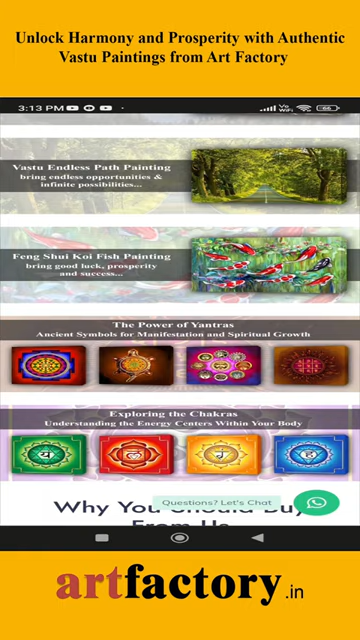 Unlock Harmony and Prosperity with Authentic
Vastu Paintings from Art Factory
3:13 PM
Vo
WiFi
66
Vastu Endless Path Painting
bring endless opportunities &
infinite possibilities...
Feng Shui Koi Fish Painting
bring good luck, prosperity
and success...
The Power of Yantras
Ancient Symbols for Manifestation and Spiritual Growth
Exploring the Chakras
Understanding the Energy Centers Within Your Body
Why You Should Buy
From Us
Questions? Let's Chat
artfactory.in